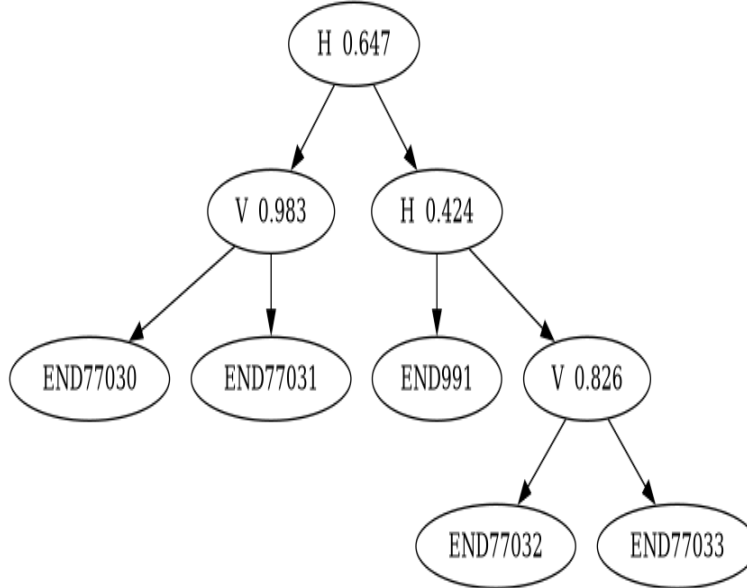 H 0.647
V 0.983
H 0.424
END77030
END77031
END991
V 0.826
END77032
END77033